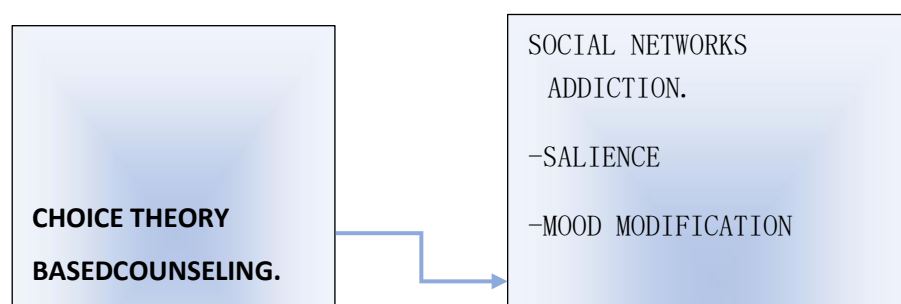 CHOICE THEORY
BASEDCOUNSELING.
SOCIAL NETWORKS
ADDICTION.
-SALIENCE
-MOOD MODIFICATION